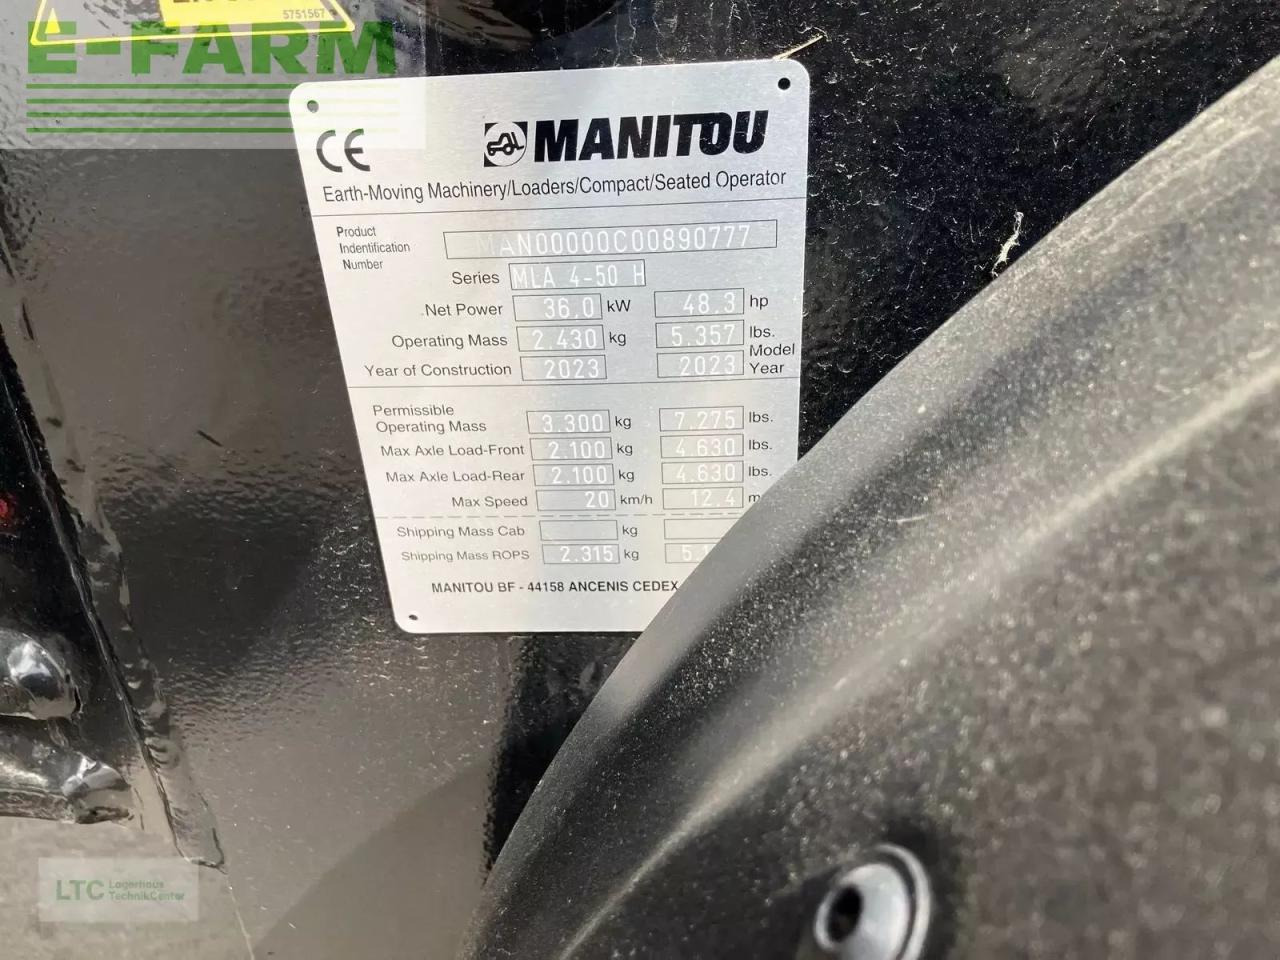 5751567
E-FARM
CE
MANITOU
Earth-Moving Machinery/Loaders/Compact/Seated Operator
Product
Indentification
Number
MAN00000C00890777
Series MLA 4-50 H
Net Power 36.0 kW 48.3 hp
Operating Mass 2.430 kg 5.357 lbs.
Year of Construction 2023 2023 Model Year
Permissible
Operating Mass 3.300 kg 7.275 lbs.
Max Axle Load-Front 2.100 kg 4.630 lbs.
Max Axle Load-Rear 2.100 kg 4.630 lbs.
Max Speed 20 km/h 12.4
Shipping Mass Cab kg
Shipping Mass ROPS 2.315 kg
MANITOU BF - 44158 ANCENIS CEDEX
LTC Lagerhaus
TechnikCenter